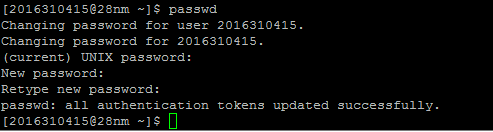 [2016310415@28nm ~]$ passwd
Changing password for user 2016310415.
Changing password for 2016310415.
(current) UNIX password:
New password:
Retype new password:
passwd: all authentication tokens updated successfully.
[2016310415@28nm ~]$